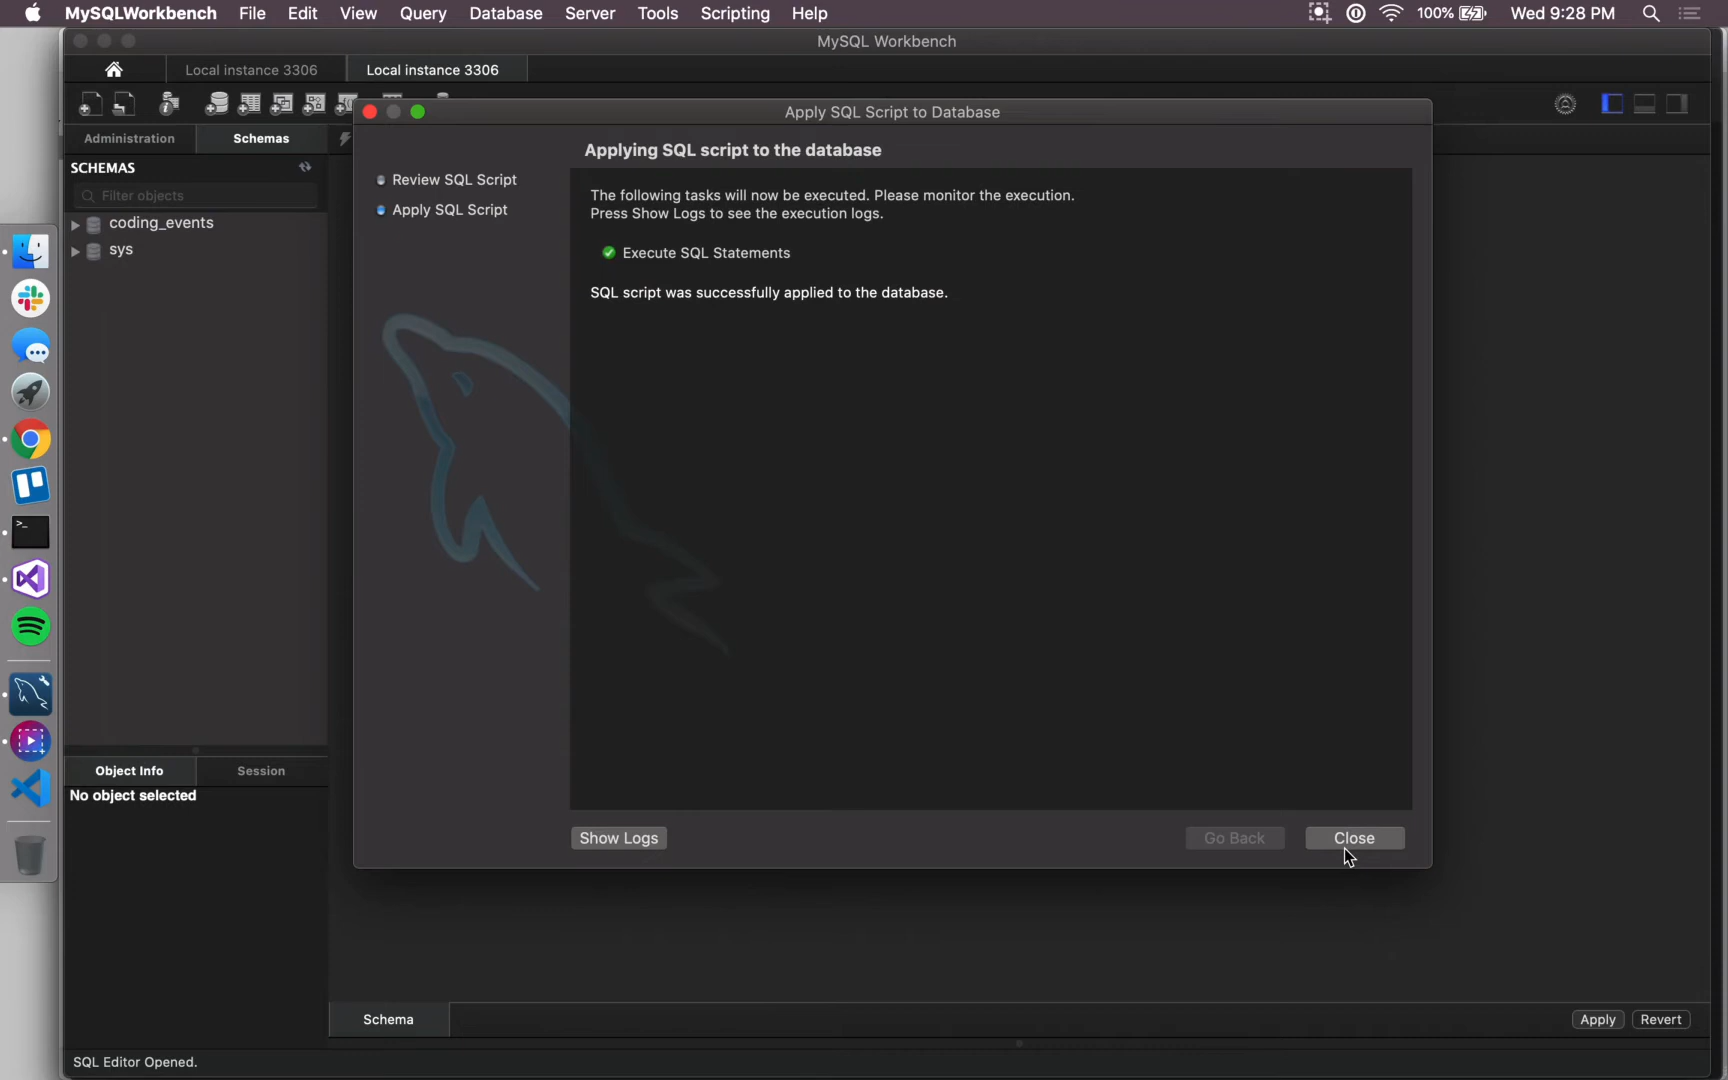 MySQLWorkbench File Edit View Query Database Server Tools Scripting Help 100% Wed 9:28 PM
MySQL Workbench
Local instance 3306 Local instance 3306
Apply SQL Script to Database
Administration Schemas
Applying SQL script to the database
SCHEMAS
Review SQL Script
Filter objects
The following tasks will now be executed. Please monitor the execution.
Apply SQL Script
Press Show Logs to see the execution logs.
coding_events
sys
Execute SQL Statements
SQL script was successfully applied to the database.
Object Info Session
No object selected
Show Logs Go Back Close
Schema Apply Revert
SQL Editor Opened.